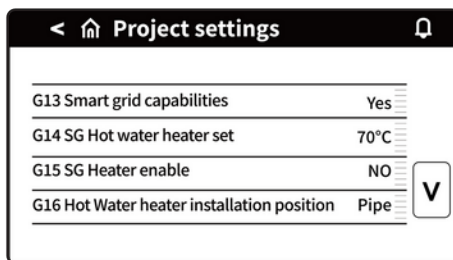 < Project settings
G13 Smart grid capabilities Yes
G14 SG Hot water heater set 70°C
G15 SG Heater enable NO
G16 Hot Water heater installation position Pipe
V